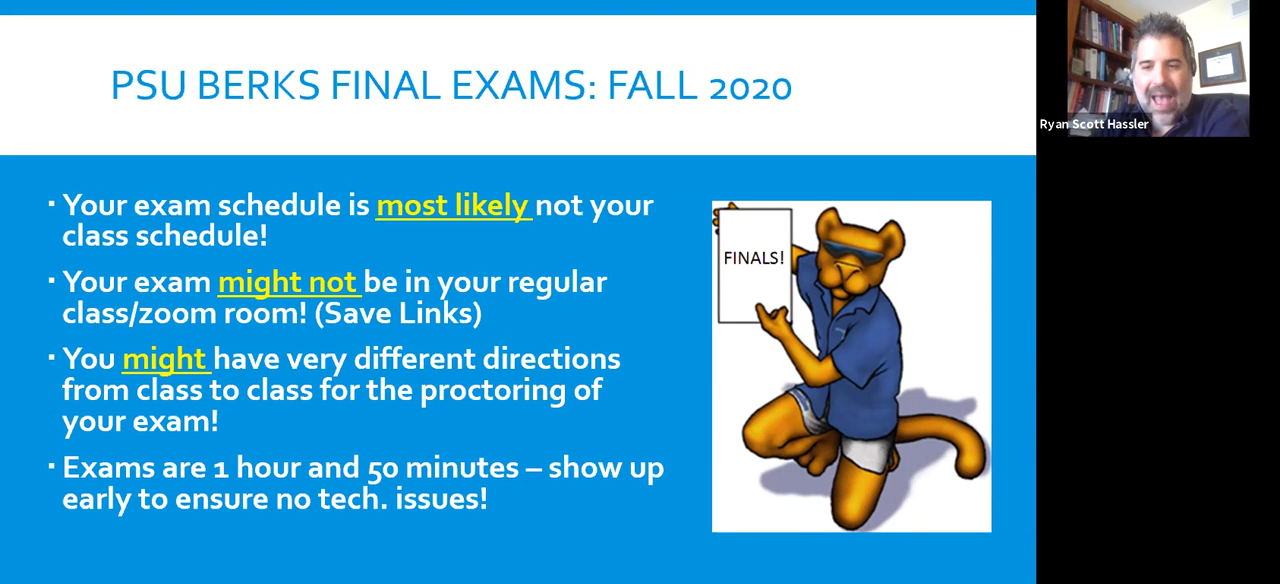 PSU BERKS FINAL EXAMS: FALL 2020
Ryan Scott Hassler
▪ Your exam schedule is most likely not your
class schedule!
▪ Your exam might not be in your regular
class/zoom room! (Save Links)
▪ You might have very different directions
from class to class for the proctoring of
your exam!
▪ Exams are 1 hour and 50 minutes – show up
early to ensure no tech. issues!
FINALS!